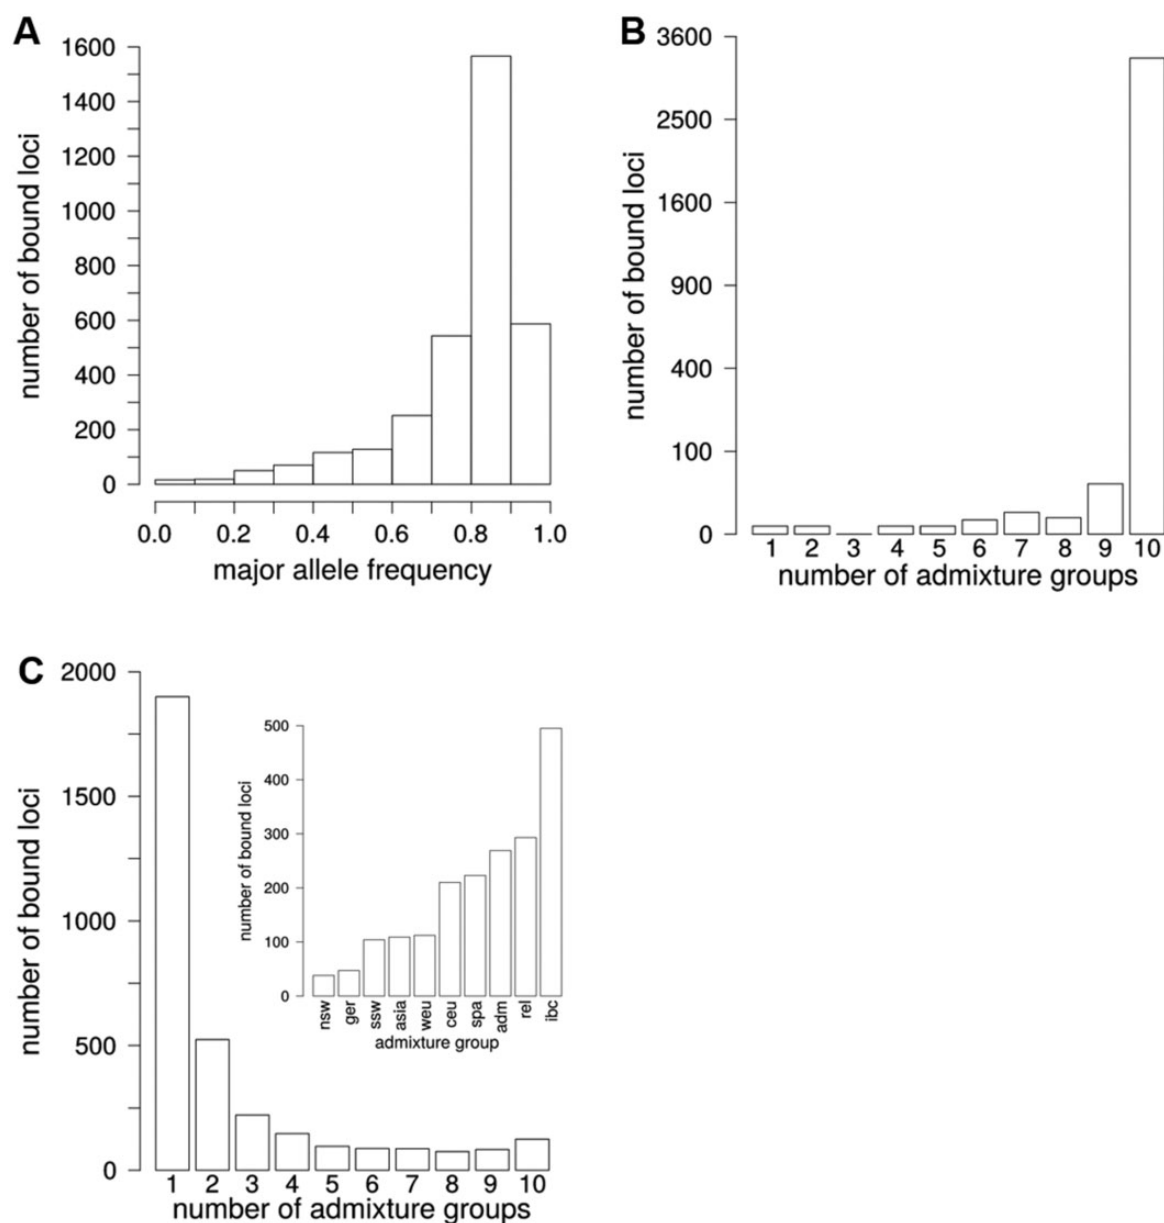 A
number of bound loci
1600
1400
1200
1000
800
600
400
200
0
0.0 0.2 0.4 0.6 0.8 1.0
major allele frequency
B
number of bound loci
3600
2500
1600
900
400
100
0
1 2 3 4 5 6 7 8 9 10
number of admixture groups
C
number of bound loci
2000
1500
1000
500
0
1 2 3 4 5 6 7 8 9 10
number of admixture groups
number of bound loci
500
400
300
200
100
0
nsw ger ssw asia weu ceu spa adm rel ibc
admixture group